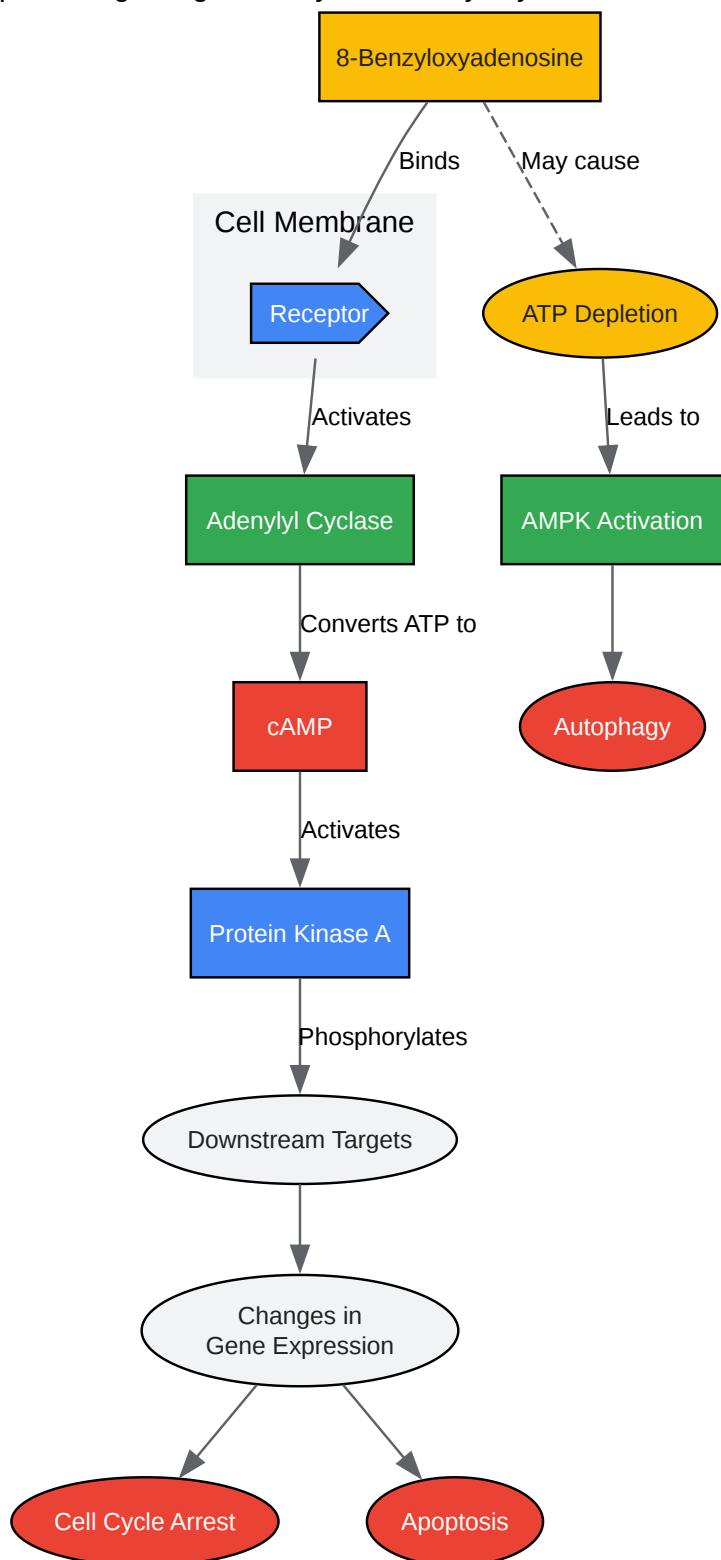 8-Benzyloxyadenosine
Binds
May cause
Cell Membrane
Receptor
ATP Depletion
Activates
Leads to
Adenylyl Cyclase
AMPK Activation
Converts ATP to
cAMP
Autophagy
Activates
Protein Kinase A
Phosphorylates
Downstream Targets
Changes in
Gene Expression
Cell Cycle Arrest
Apoptosis